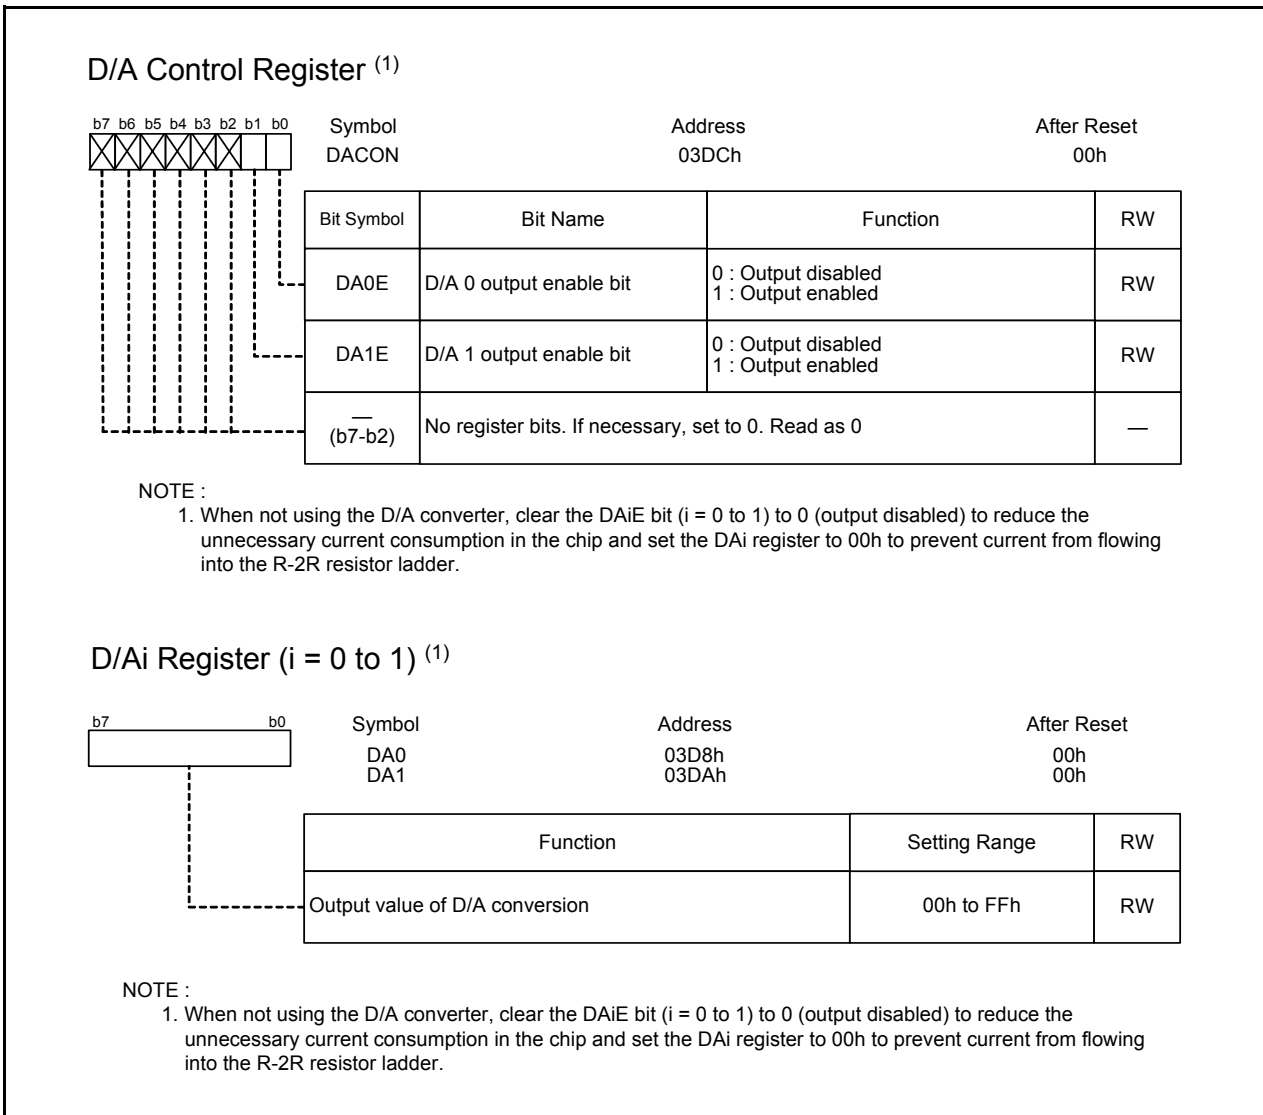 D/A Control Register (1)
b7 b6 b5 b4 b3 b2 b1 b0 Symbol Address After Reset
DACON 03DCh 00h
Bit Symbol Bit Name Function RW
DA0E D/A 0 output enable bit 0 : Output disabled
1 : Output enabled RW
DA1E D/A 1 output enable bit 0 : Output disabled
1 : Output enabled RW
—
(b7-b2) No register bits. If necessary, set to 0. Read as 0 —
NOTE :
1. When not using the D/A converter, clear the DAiE bit (i = 0 to 1) to 0 (output disabled) to reduce the
unnecessary current consumption in the chip and set the DAi register to 00h to prevent current from flowing
into the R-2R resistor ladder.
D/Ai Register (i = 0 to 1) (1)
b7 b0 Symbol Address After Reset
DA0 03D8h 00h
DA1 03DAh 00h
Function Setting Range RW
Output value of D/A conversion 00h to FFh RW
NOTE :
1. When not using the D/A converter, clear the DAiE bit (i = 0 to 1) to 0 (output disabled) to reduce the
unnecessary current consumption in the chip and set the DAi register to 00h to prevent current from flowing
into the R-2R resistor ladder.